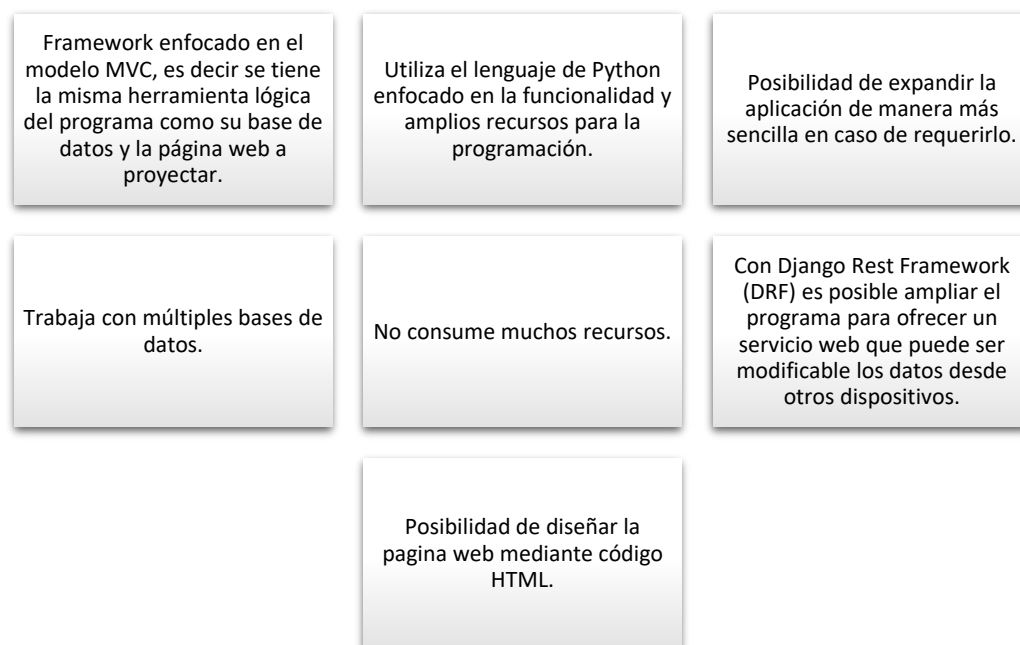 Framework enfocado en el
modelo MVC, es decir se tiene
la misma herramienta lógica
del programa como su base de
datos y la página web a
proyectar.
Utiliza el lenguaje de Python
enfocado en la funcionalidad y
amplios recursos para la
programación.
Posibilidad de expandir la
aplicación de manera más
sencilla en caso de requerirlo.
Trabaja con múltiples bases de
datos.
No consume muchos recursos.
Con Django Rest Framework
(DRF) es posible ampliar el
programa para ofrecer un
servicio web que puede ser
modificable los datos desde
otros dispositivos.
Posibilidad de diseñar la
pagina web mediante código
HTML.